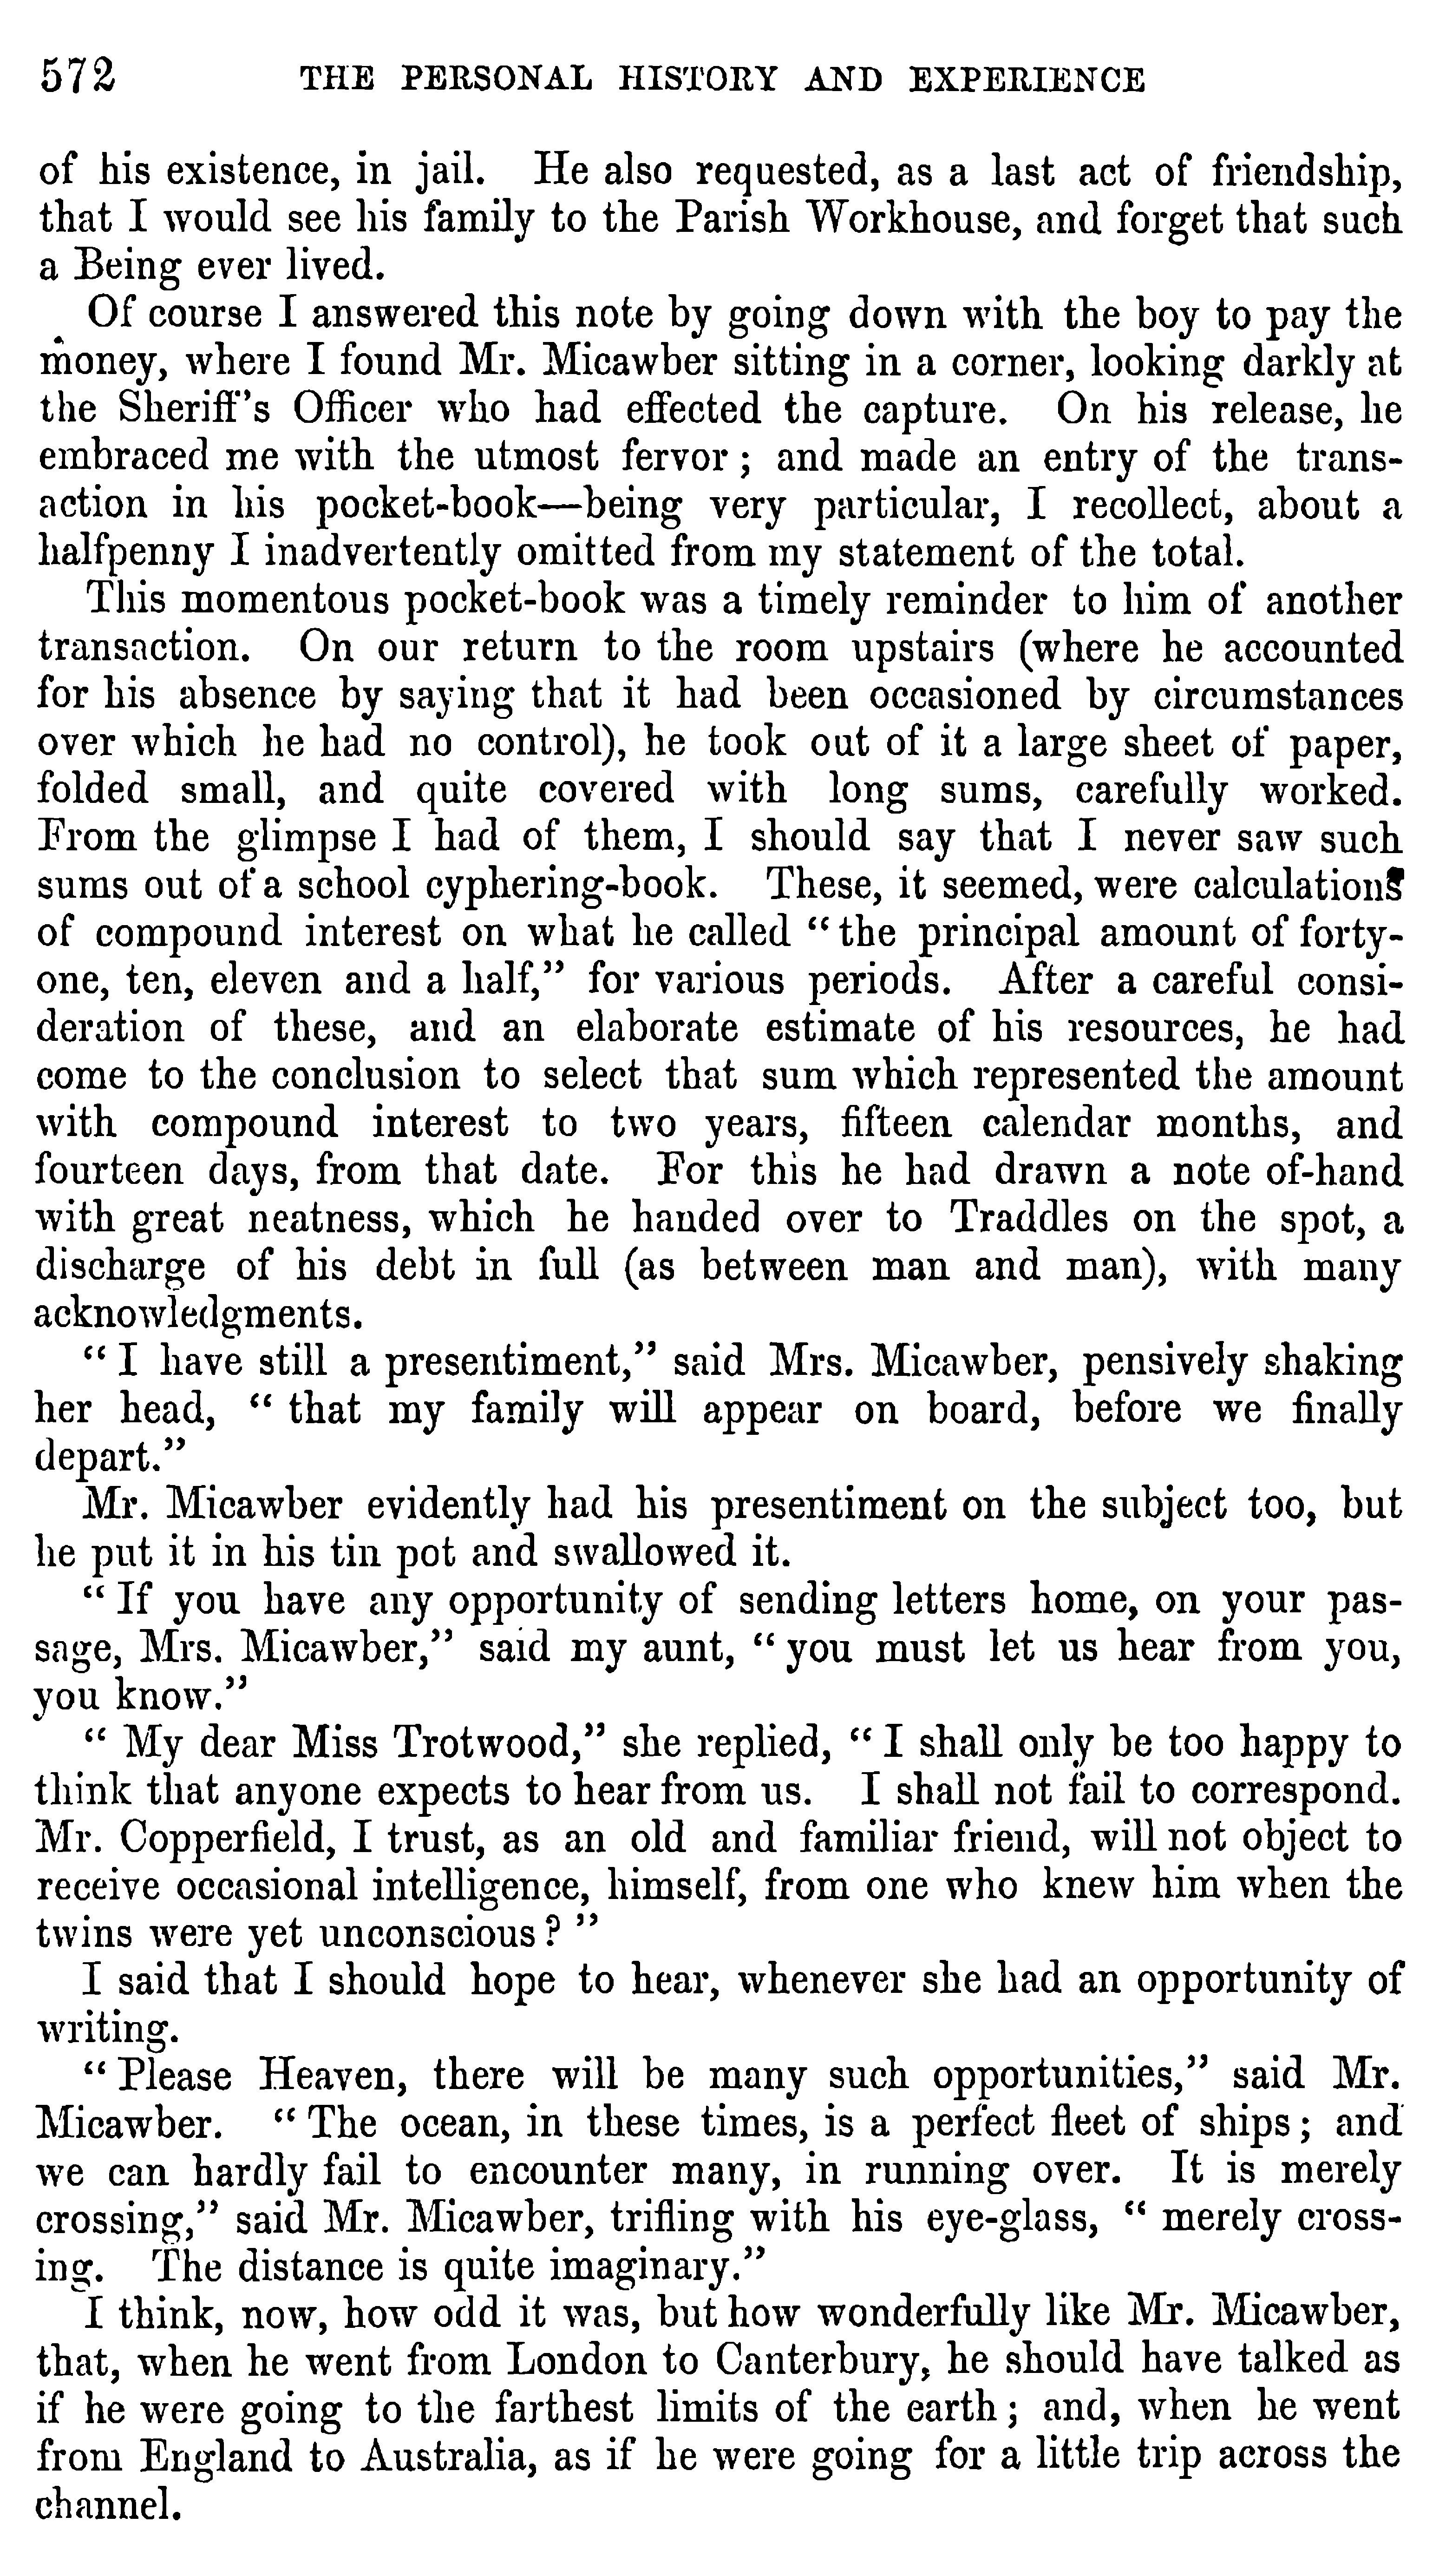 572 THE PERSONAL HISTORY AND EXPERIENCE
of his existence, in jail. He also requested, as a last act of friendship,
that I would see his family to the Parish Workhouse, and forget that such
a Being ever lived.
Of course I answered this note by going down with the boy to pay the
money, where I found Mr. Micawber sitting in a corner, looking darkly at
the Sheriff's Officer who had effected the capture. On his release, he
embraced me with the utmost fervor; and made an entry of the trans-
action in his pocket-book—being very particular, I recollect, about a
halfpenny I inadvertently omitted from my statement of the total.
This momentous pocket-book was a timely reminder to him of another
transaction. On our return to the room upstairs (where he accounted
for his absence by saying that it had been occasioned by circumstances
over which he had no control), he took out of it a large sheet of paper,
folded small, and quite covered with long sums, carefully worked.
From the glimpse I had of them, I should say that I never saw such
sums out of a school cyphering-book. These, it seemed, were calculations
of compound interest on what he called "the principal amount of forty-
one, ten, eleven and a half," for various periods. After a careful consi-
deration of these, and an elaborate estimate of his resources, he had
come to the conclusion to select that sum which represented the amount
with compound interest to two years, fifteen calendar months, and
fourteen days, from that date. For this he had drawn a note of-hand
with great neatness, which he handed over to Traddles on the spot, a
discharge of his debt in full (as between man and man), with many
acknowledgments.
"I have still a presentiment," said Mrs. Micawber, pensively shaking
her head, "that my family will appear on board, before we finally
depart."
Mr. Micawber evidently had his presentiment on the subject too, but
he put it in his tin pot and swallowed it.
"If you have any opportunity of sending letters home, on your pas-
sage, Mrs. Micawber," said my aunt, "you must let us hear from you,
you know."
"My dear Miss Trotwood," she replied, "I shall only be too happy to
think that anyone expects to hear from us. I shall not fail to correspond.
Mr. Copperfield, I trust, as an old and familiar friend, will not object to
receive occasional intelligence, himself, from one who knew him when the
twins were yet unconscious?"
I said that I should hope to hear, whenever she had an opportunity of
writing.
"Please Heaven, there will be many such opportunities," said Mr.
Micawber. "The ocean, in these times, is a perfect fleet of ships; and
we can hardly fail to encounter many, in running over. It is merely
crossing," said Mr. Micawber, trifling with his eye-glass, "merely cross-
ing. The distance is quite imaginary."
I think, now, how odd it was, but how wonderfully like Mr. Micawber,
that, when he went from London to Canterbury, he should have talked as
if he were going to the farthest limits of the earth; and, when he went
from England to Australia, as if he were going for a little trip across the
channel.